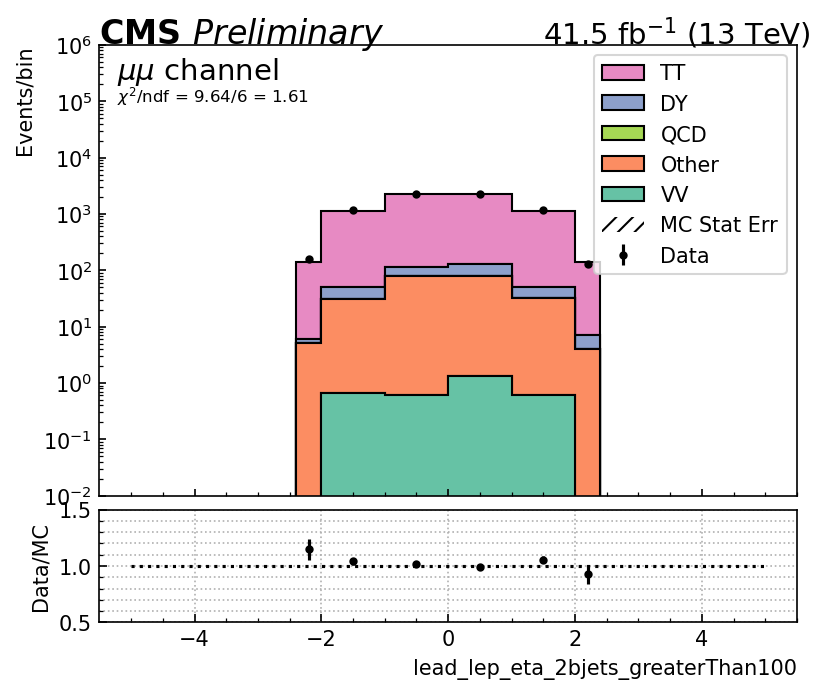 CMS Preliminary 41.5 fb⁻¹ (13 TeV)
μμ channel
χ²/ndf = 9.64/6 = 1.61
Events/bin
10⁶
10⁵
10⁴
10³
10²
10¹
10⁰
10⁻¹
10⁻²
TT
DY
QCD
Other
VV
MC Stat Err
Data
Data/MC
1.5
1.0
0.5
−4 −2 0 2 4
lead_lep_eta_2bjets_greaterThan100